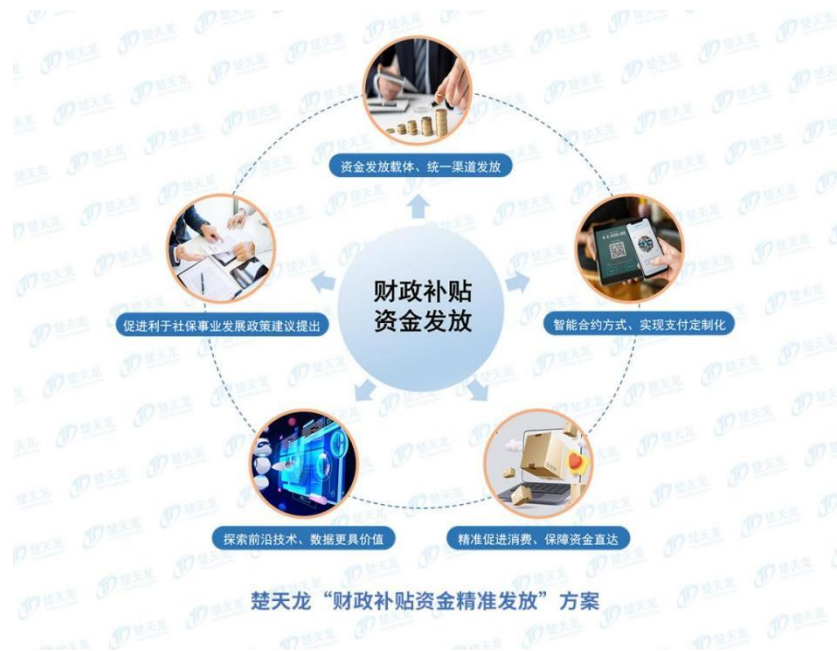 资金发放载体、统一渠道发放
财政补贴
资金发放
促进利于社保事业发展政策建议提出
智能合约方式、实现支付定制化
探索前沿技术、数据更具价值
精准促进消费、保障资金直达
楚天龙“财政补贴资金精准发放”方案
楚天龙